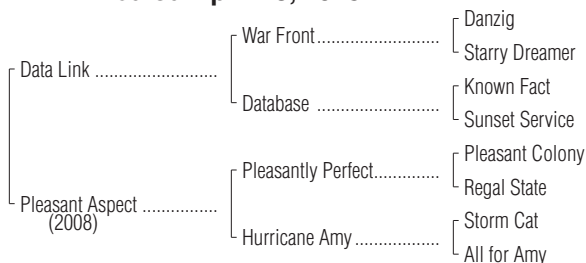 Danzig
War Front
Starry Dreamer
Data Link
Known Fact
Database
Sunset Service
Pleasant Colony
Pleasantly Perfect
Regal State
Pleasant Aspect
(2008)
Storm Cat
Hurricane Amy
All for Amy